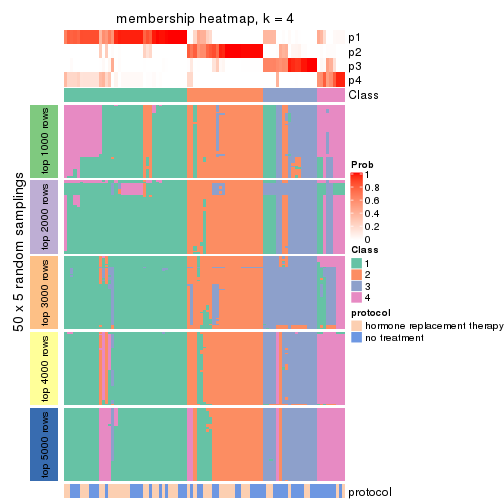 membership heatmap, k = 4
p1
p2
p3
p4
Class
50 x 5 random samplings
top 1000 rows
top 2000 rows
top 3000 rows
top 4000 rows
top 5000 rows
protocol
Prob
1
0.8
0.6
0.4
0.2
0
Class
1
2
3
4
protocol
hormone replacement therapy
no treatment